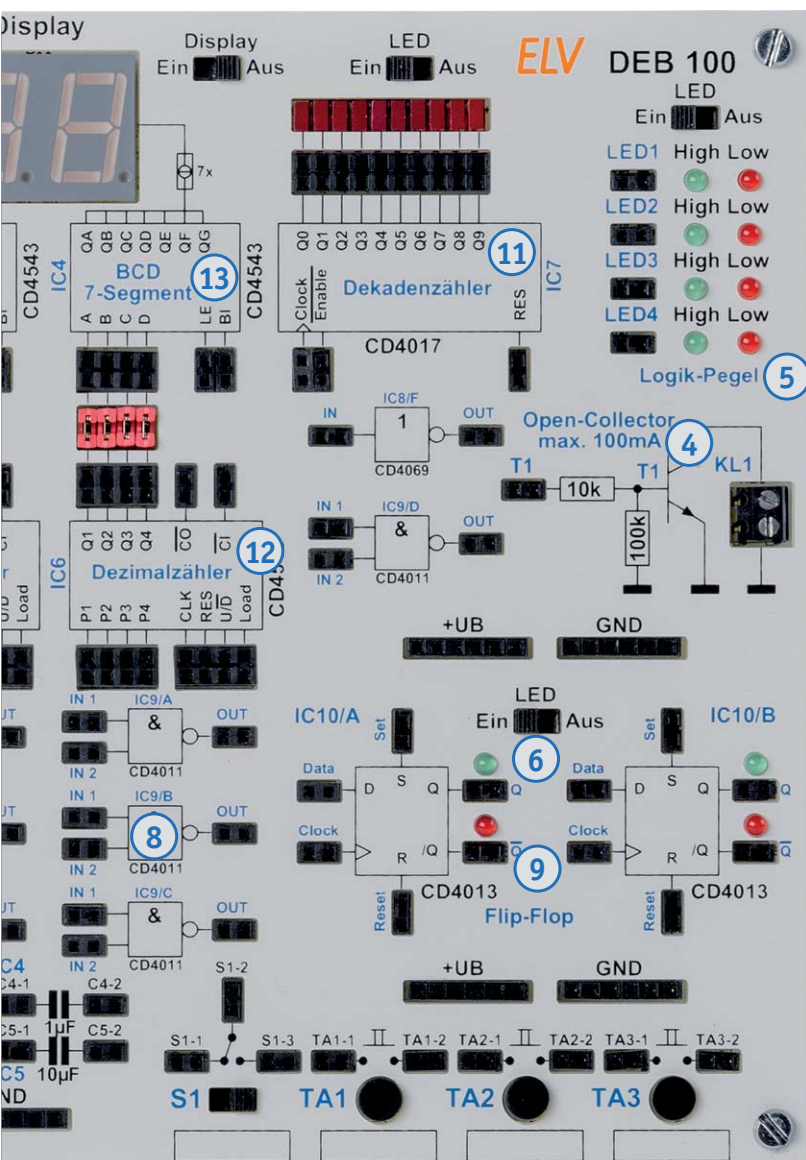 Display
Display
Ein Aus
LED
Ein Aus
ELV DEB 100
LED
Ein Aus
LED1 High Low
LED2 High Low
LED3 High Low
LED4 High Low
Logik-Pegel 5
7x
QA QB QC QD QE QF QG
IC4
BCD
7-Segment 13
A B C D LE BI
CD4543
CD4543
BI
Q0 Q1 Q2 Q3 Q4 Q5 Q6 Q7 Q8 Q9
11
Dekadenzähler
IC7
Clock Enable RES
CD4017
IN IC8/F OUT
1
CD4069
IN 1 IC9/D OUT
&
IN 2 CD4011
Open-Collector
max. 100mA 4
T1 10k T1 KL1
100k
Q1 Q2 Q3 Q4 CO CI
12
IC6
Dezimalzähler
P1 P2 P3 P4 CLK RES U/D Load
CD45
CI
r
U/D Load
+UB GND
IN 1 IC9/A OUT
&
IN 2 CD4011
IN 1 IC9/B OUT
8
IN 2 CD4011
IN 1 IC9/C OUT
&
IN 2 CD4011
UT
UT
UT
LED
Ein Aus
6
IC10/A Set
Data D S Q Q
Clock R /Q Q
9
Reset CD4013
Flip-Flop
IC10/B Set
Data D S Q Q
Clock R /Q Q
Reset CD4013
+UB GND
C4
C4-1 C4-2
1µF
C5-1 C5-2
10µF
C5
ND
S1-2
S1-1 S1-3 TA1-1 TA1-2 TA2-1 TA2-2 TA3-1 TA3-2
S1 TA1 TA2 TA3